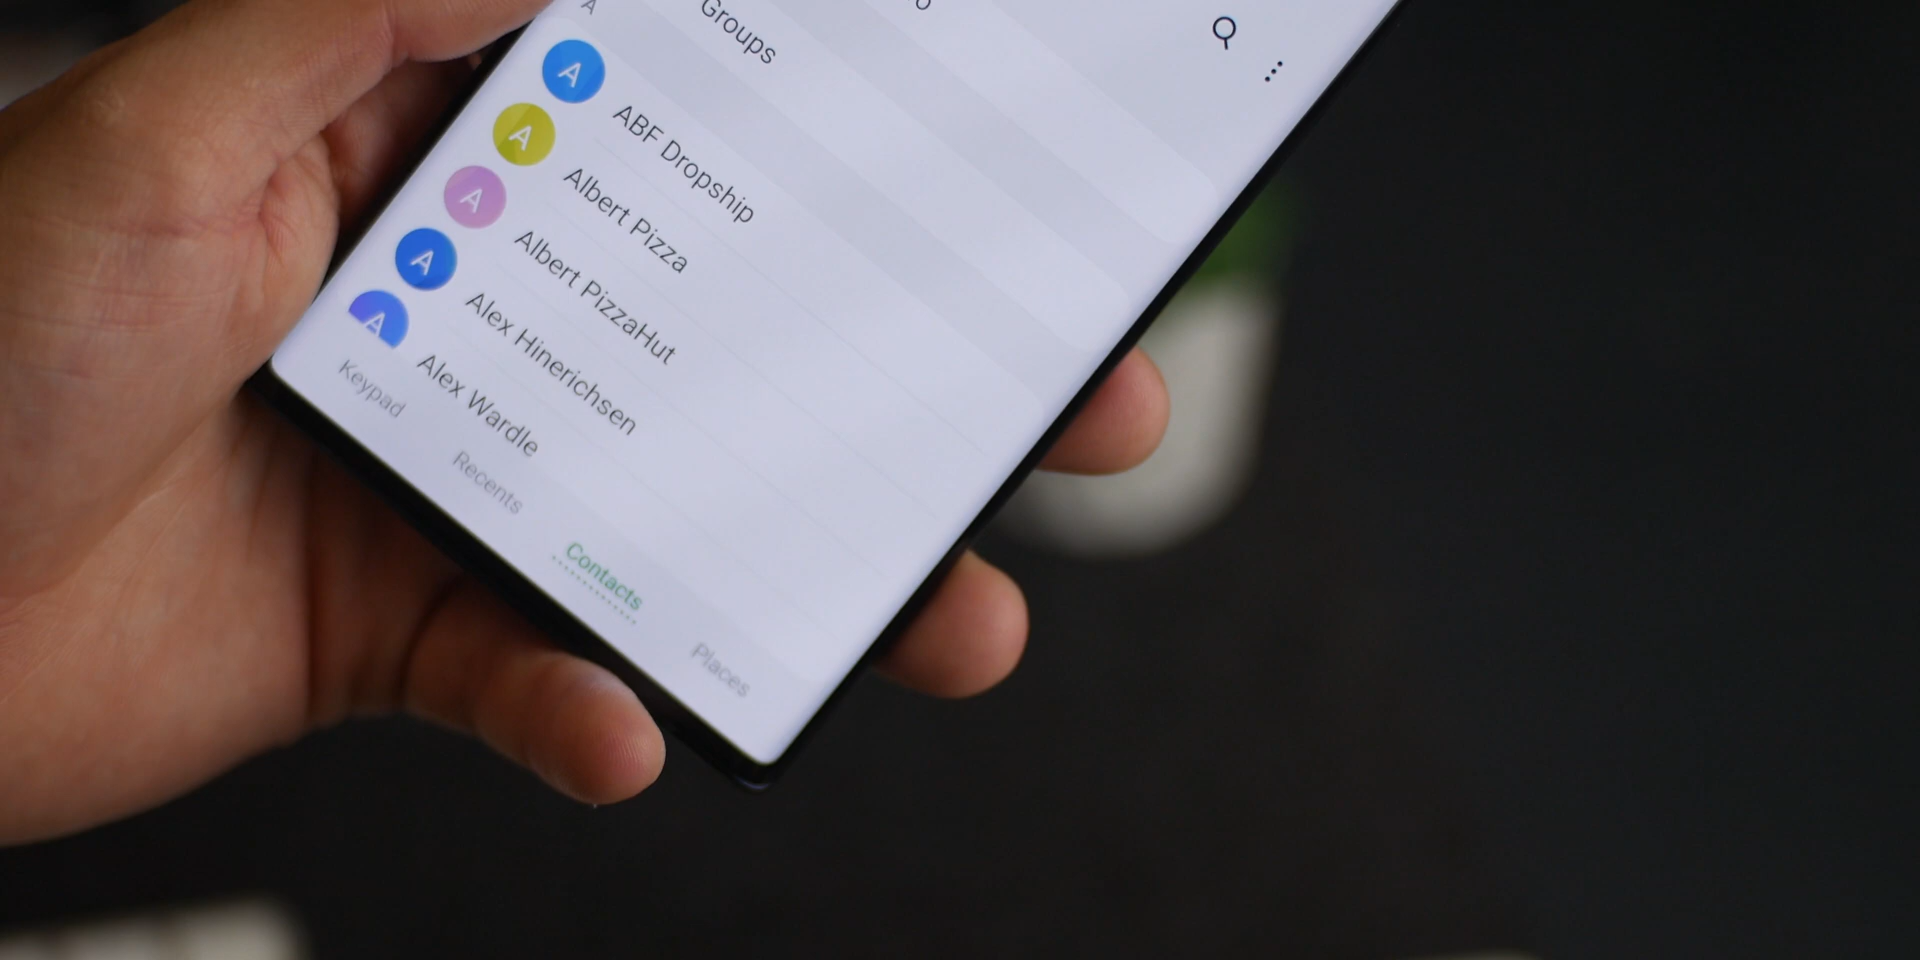 Groups
A
A ABF Dropship
A Albert Pizza
A Albert PizzaHut
A Alex Hinerichsen
A Alex Wardle
Keypad
Recents
Contacts
Places